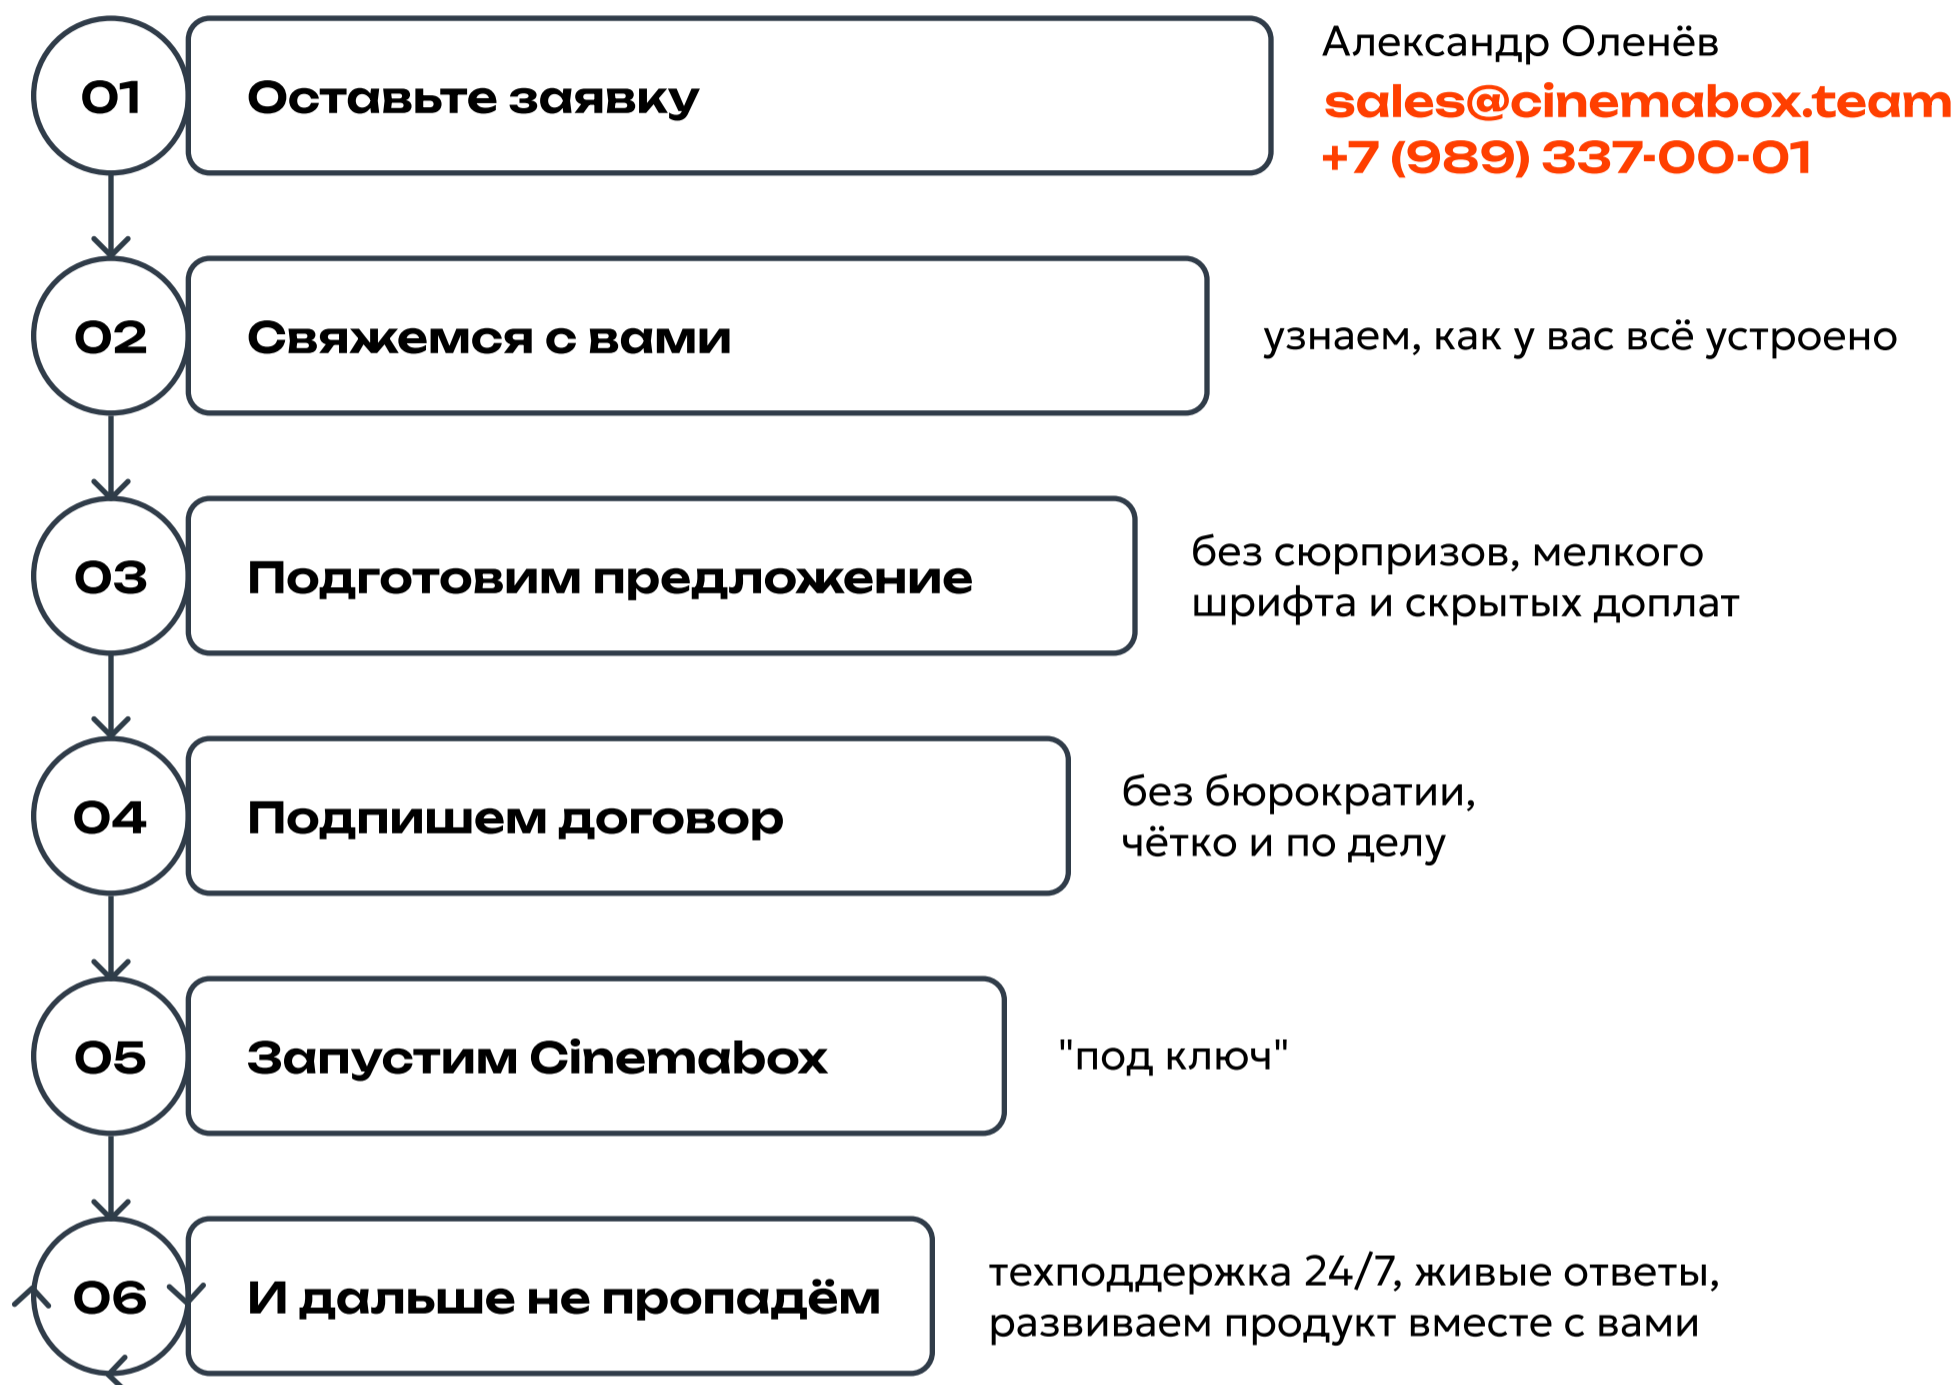 01
Оставьте заявку
Александр Оленёв
sales@cinemabox.team
+7 (989) 337-00-01
02
Свяжемся с вами
узнаем, как у вас всё устроено
03
Подготовим предложение
без сюрпризов, мелкого
шрифта и скрытых доплат
04
Подпишем договор
без бюрократии,
чётко и по делу
05
Запустим Cinemabox
"под ключ"
06
И дальше не пропадём
техподдержка 24/7, живые ответы,
развиваем продукт вместе с вами